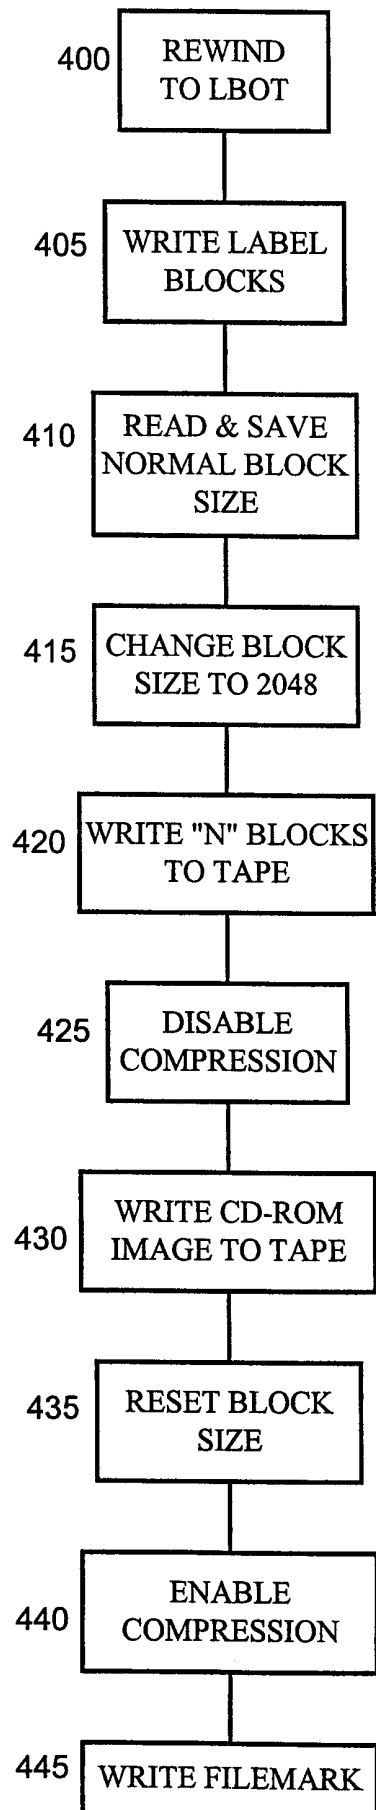 400
REWIND
TO LBOT
405
WRITE LABEL
BLOCKS
410
READ & SAVE
NORMAL BLOCK
SIZE
415
CHANGE BLOCK
SIZE TO 2048
420
WRITE "N" BLOCKS
TO TAPE
425
DISABLE
COMPRESSION
430
WRITE CD-ROM
IMAGE TO TAPE
435
RESET BLOCK
SIZE
440
ENABLE
COMPRESSION
445
WRITE FILEMARK